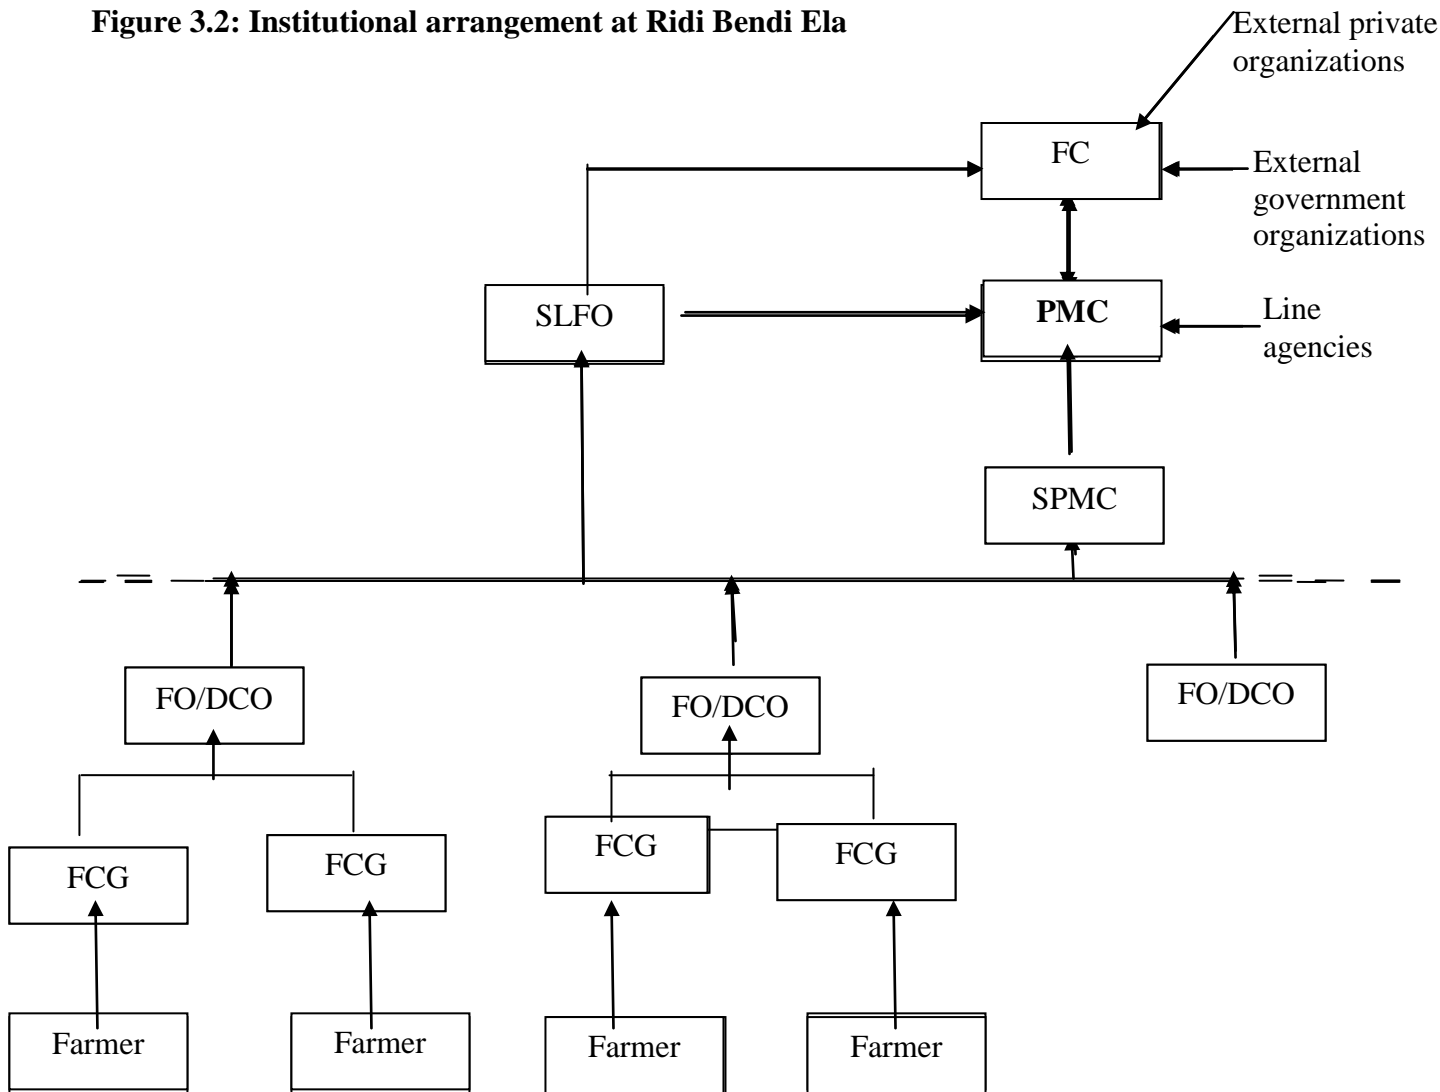 Figure 3.2: Institutional arrangement at Ridi Bendi Ela
External private
organizations
FC
External
government
organizations
SLFO
PMC
Line
agencies
SPMC
FO/DCO
FO/DCO
FO/DCO
FCG
FCG
FCG
FCG
Farmer
Farmer
Farmer
Farmer